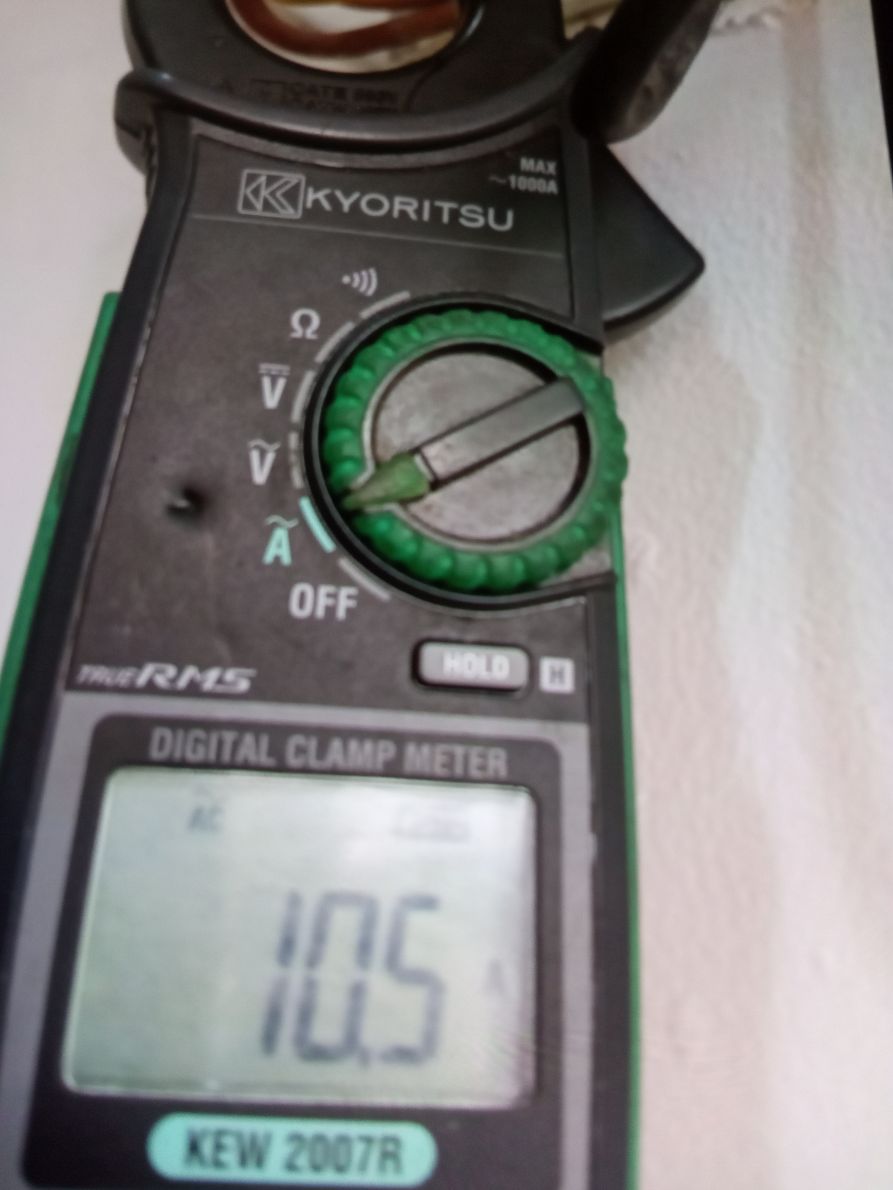 MAX
~1000A
KYORITSU
Ω
V
V
A
OFF
TRUE RMS
HOLD H
DIGITAL CLAMP METER
AC
10.5 A
KEW 2007R